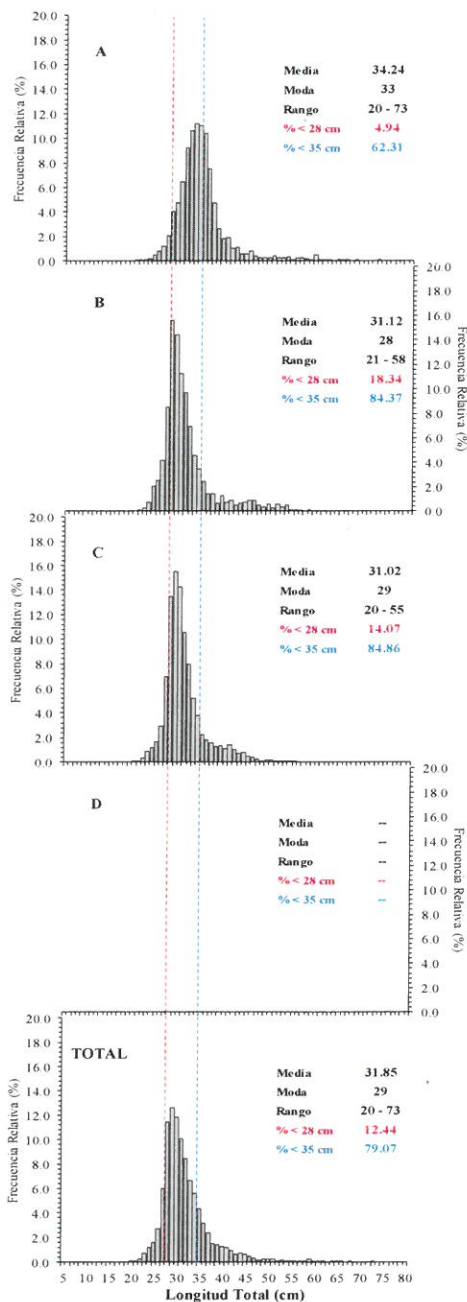 20.0
18.0
16.0
14.0
12.0
10.0
8.0
6.0
4.0
2.0
0.0
Frecuencia Relativa (%)
A
Media 34.24
Moda 33
Rango 20 - 73
% < 28 cm 4.94
% < 35 cm 62.31
B
Media 31.12
Moda 28
Rango 21 - 58
% < 28 cm 18.34
% < 35 cm 84.37
20.0
18.0
16.0
14.0
12.0
10.0
8.0
6.0
4.0
2.0
0.0
Frecuencia Relativa (%)
20.0
18.0
16.0
14.0
12.0
10.0
8.0
6.0
4.0
2.0
0.0
Frecuencia Relativa (%)
C
Media 31.02
Moda 29
Rango 20 - 55
% < 28 cm 14.07
% < 35 cm 84.86
D
Media --
Moda --
Rango --
% < 28 cm --
% < 35 cm --
20.0
18.0
16.0
14.0
12.0
10.0
8.0
6.0
4.0
2.0
0.0
Frecuencia Relativa (%)
20.0
18.0
16.0
14.0
12.0
10.0
8.0
6.0
4.0
2.0
0.0
Frecuencia Relativa (%)
TOTAL
Media 31.85
Moda 29
Rango 20 - 73
% < 28 cm 12.44
% < 35 cm 79.07
5 10 15 20 25 30 35 40 45 50 55 60 65 70 75 80
Longitud Total (cm)